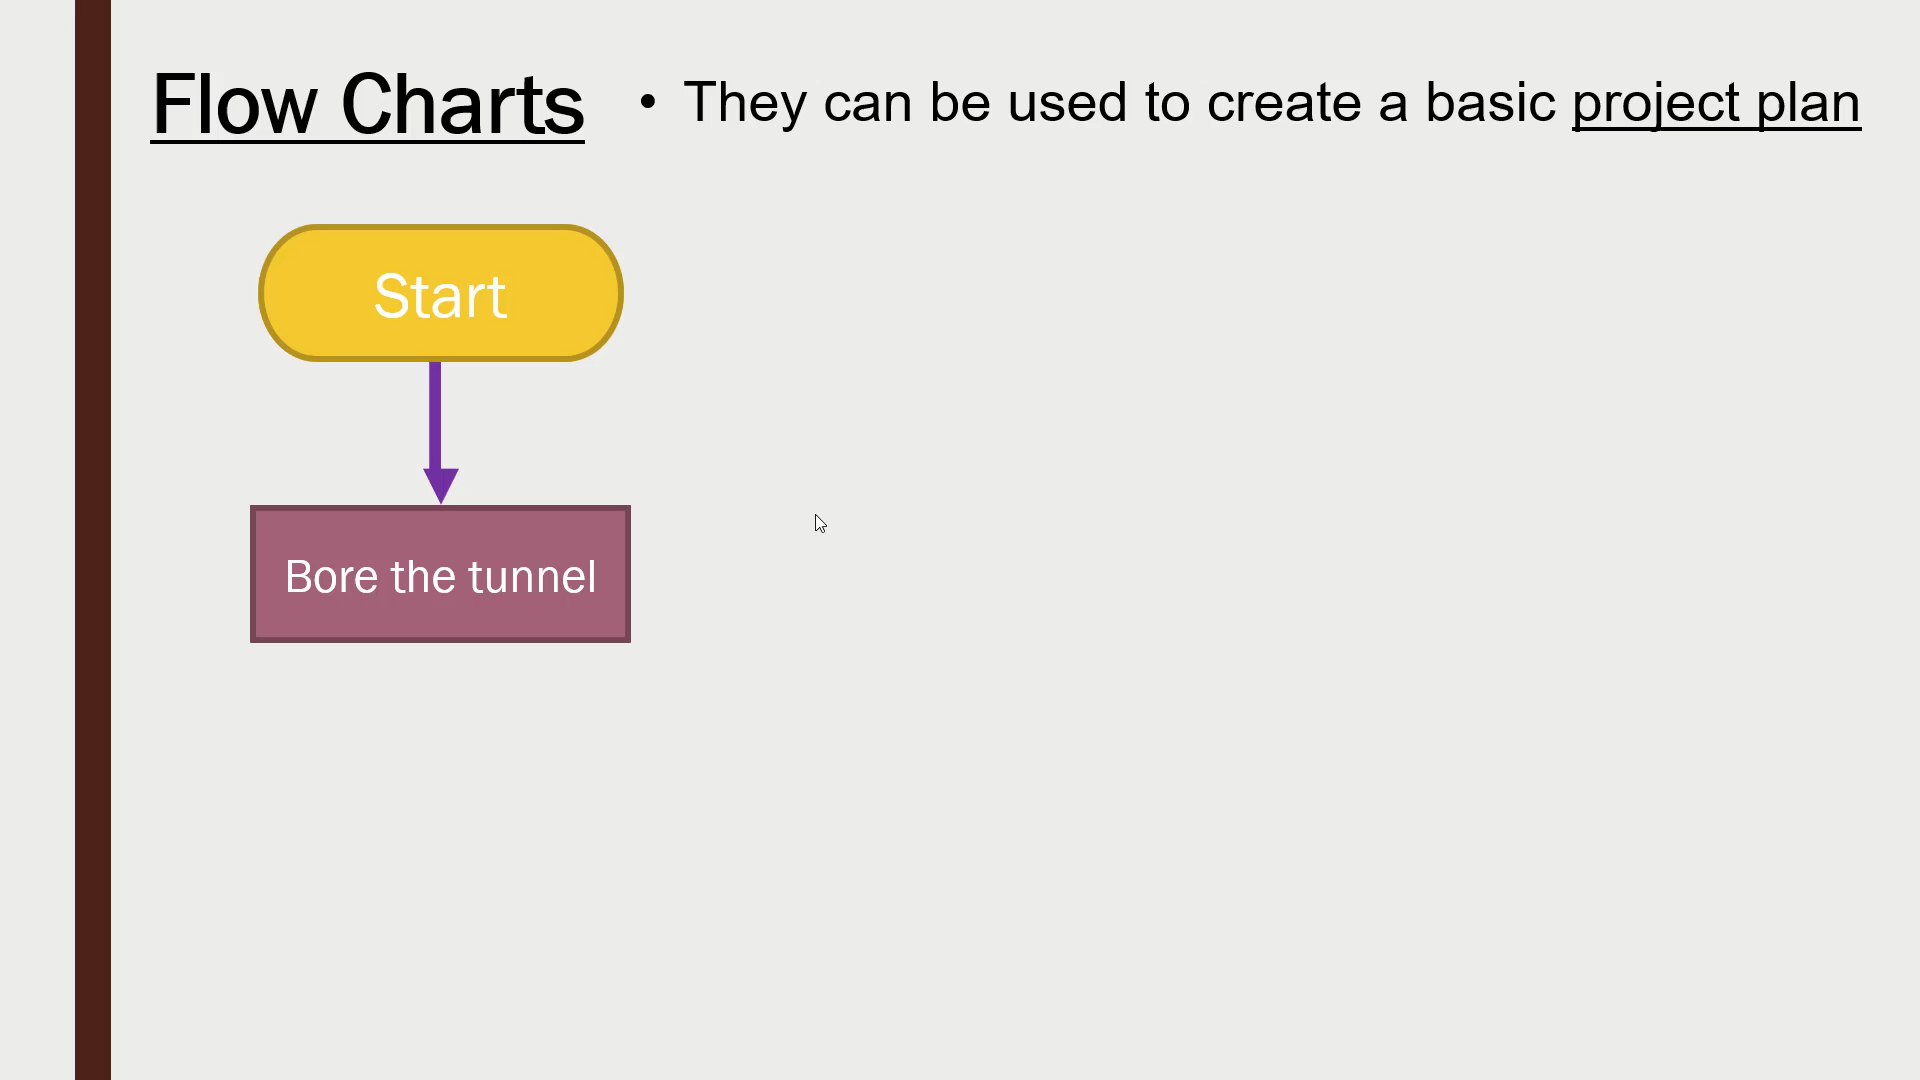 Flow Charts
• They can be used to create a basic project plan
Start
Bore the tunnel